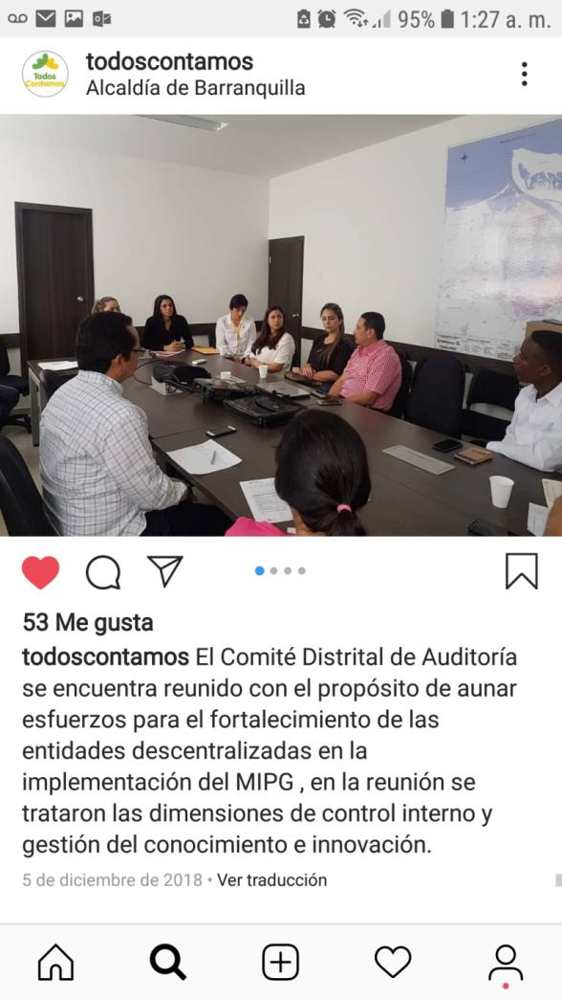 95% 1:27 a. m.
Todos
Contamos
todoscontamos
Alcaldía de Barranquilla
53 Me gusta
todoscontamos El Comité Distrital de Auditoría
se encuentra reunido con el propósito de aunar
esfuerzos para el fortalecimiento de las
entidades descentralizadas en la
implementación del MIPG , en la reunión se
trataron las dimensiones de control interno y
gestión del conocimiento e innovación.
5 de diciembre de 2018 • Ver traducción